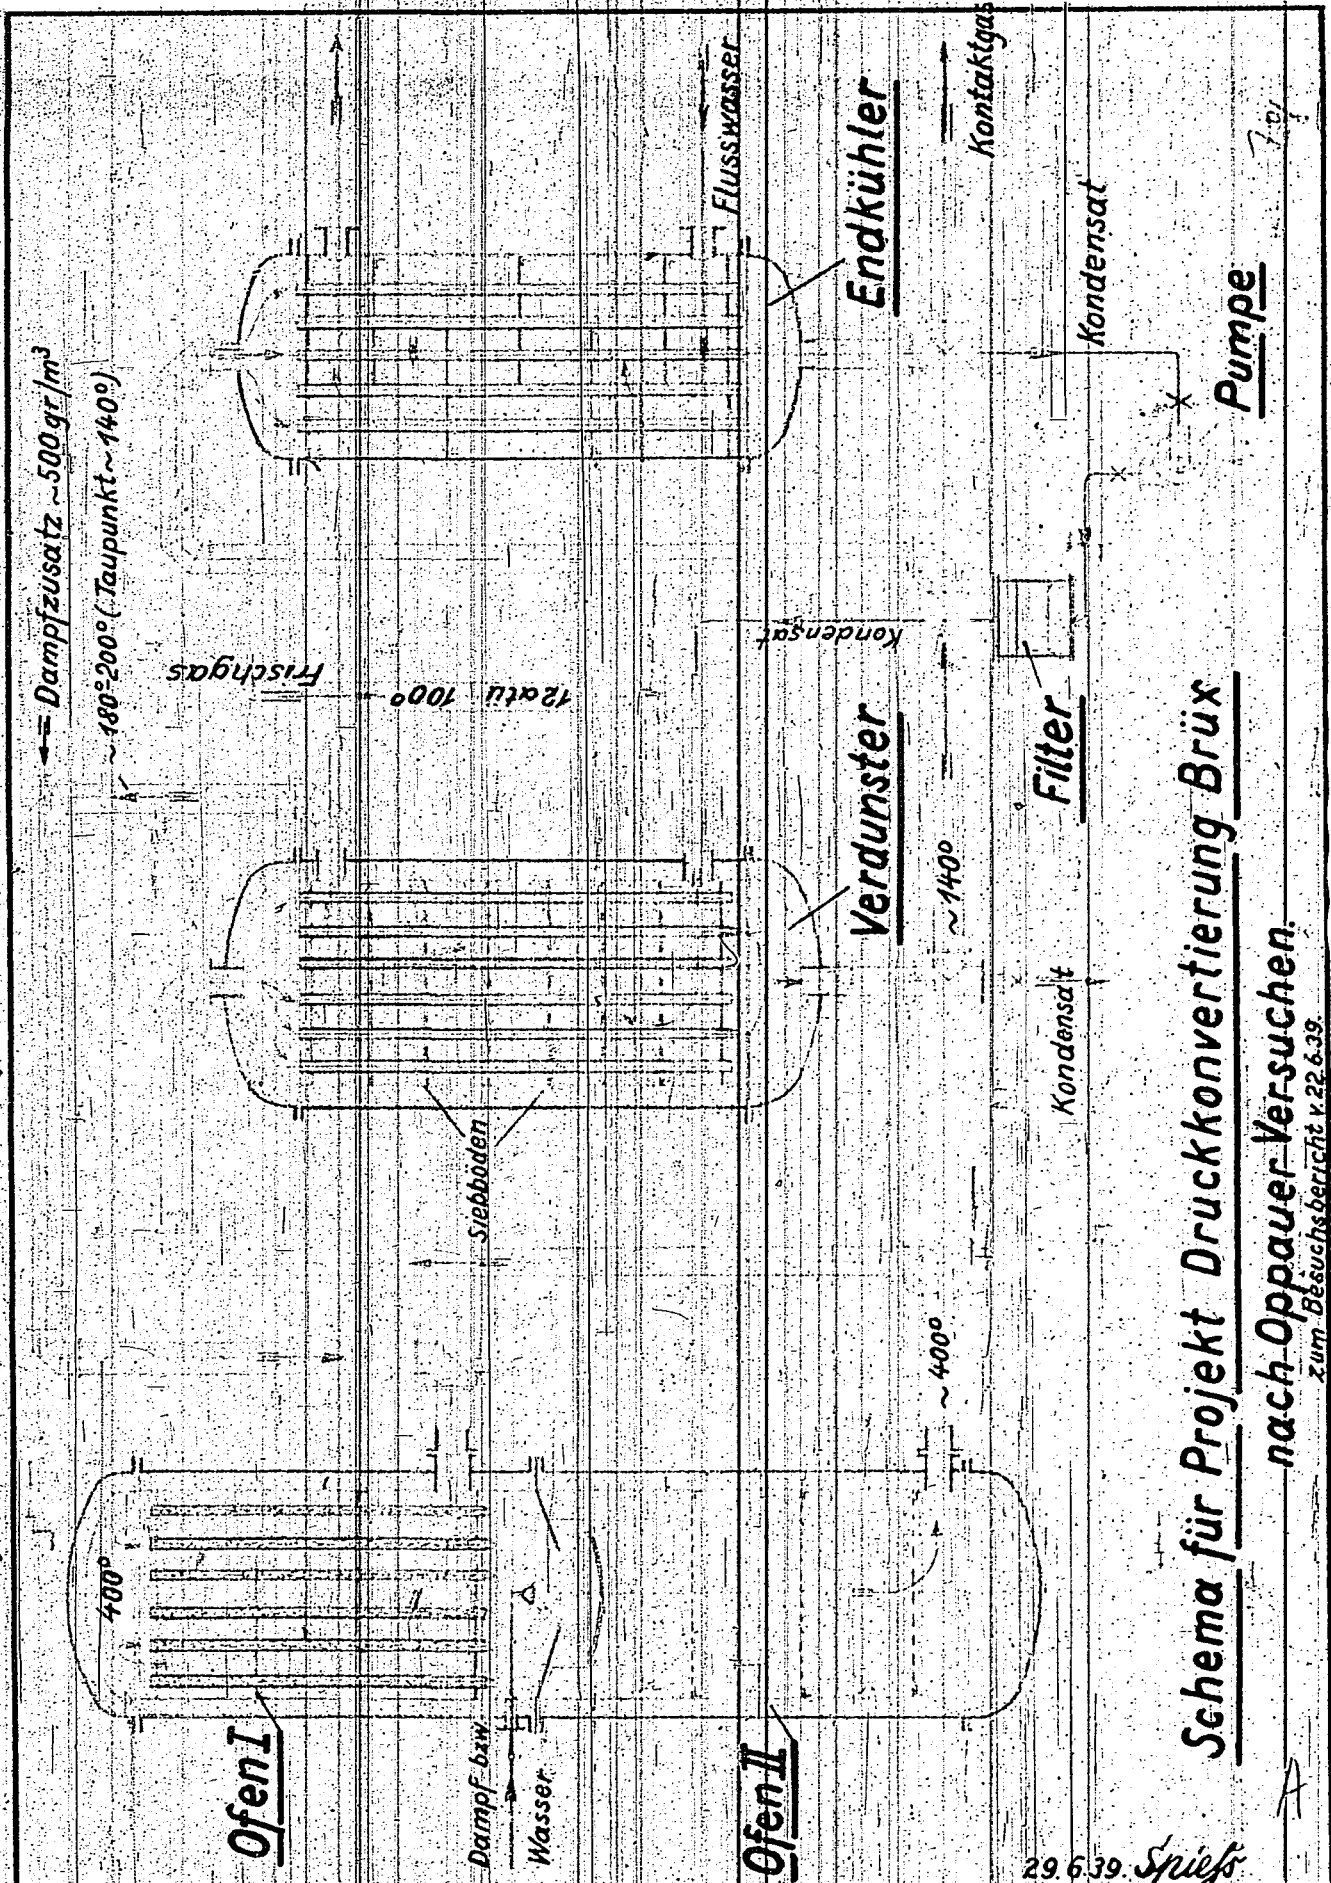 Dampfzusatz ~500 gr/m³
~180°-200° (Taupunkt ~140°)
Frischgas
12 atü 100°
Flusswasser
Endkühler
Kontaktgas
Kondensat
Pumpe
Kondensat
Verdunster
Filter
~140°
Kondensat
Siebböden
400°
Ofen I
Dampf bzw
Wasser
Ofen II
~400°
Schema für Projekt Druckkonvertierung Brüx
nach Oppauer Versuchen.
zum Besuchsbericht v. 22.6.39.
29.6.39. Spiess